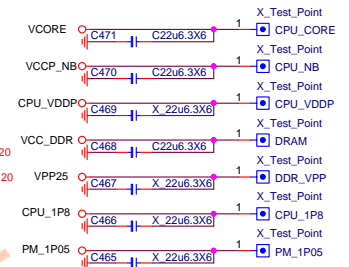 X_Test_Point
VCORE C471 C22u6.3X6 1 CPU_CORE
X_Test_Point
VCCP_NB C470 C22u6.3X6 1 CPU_NB
X_Test_Point
CPU_VDDP C469 X_22u6.3X6 1 CPU_VDDP
X_Test_Point
VCC_DDR C468 C22u6.3X6 1 DRAM
20
X_Test_Point
20 VPP25 C467 X_22u6.3X6 1 DDR_VPP
X_Test_Point
CPU_1P8 C466 X_22u6.3X6 1 CPU_1P8
X_Test_Point
PM_1P05 C465 X_22u6.3X6 1 PM_1P05